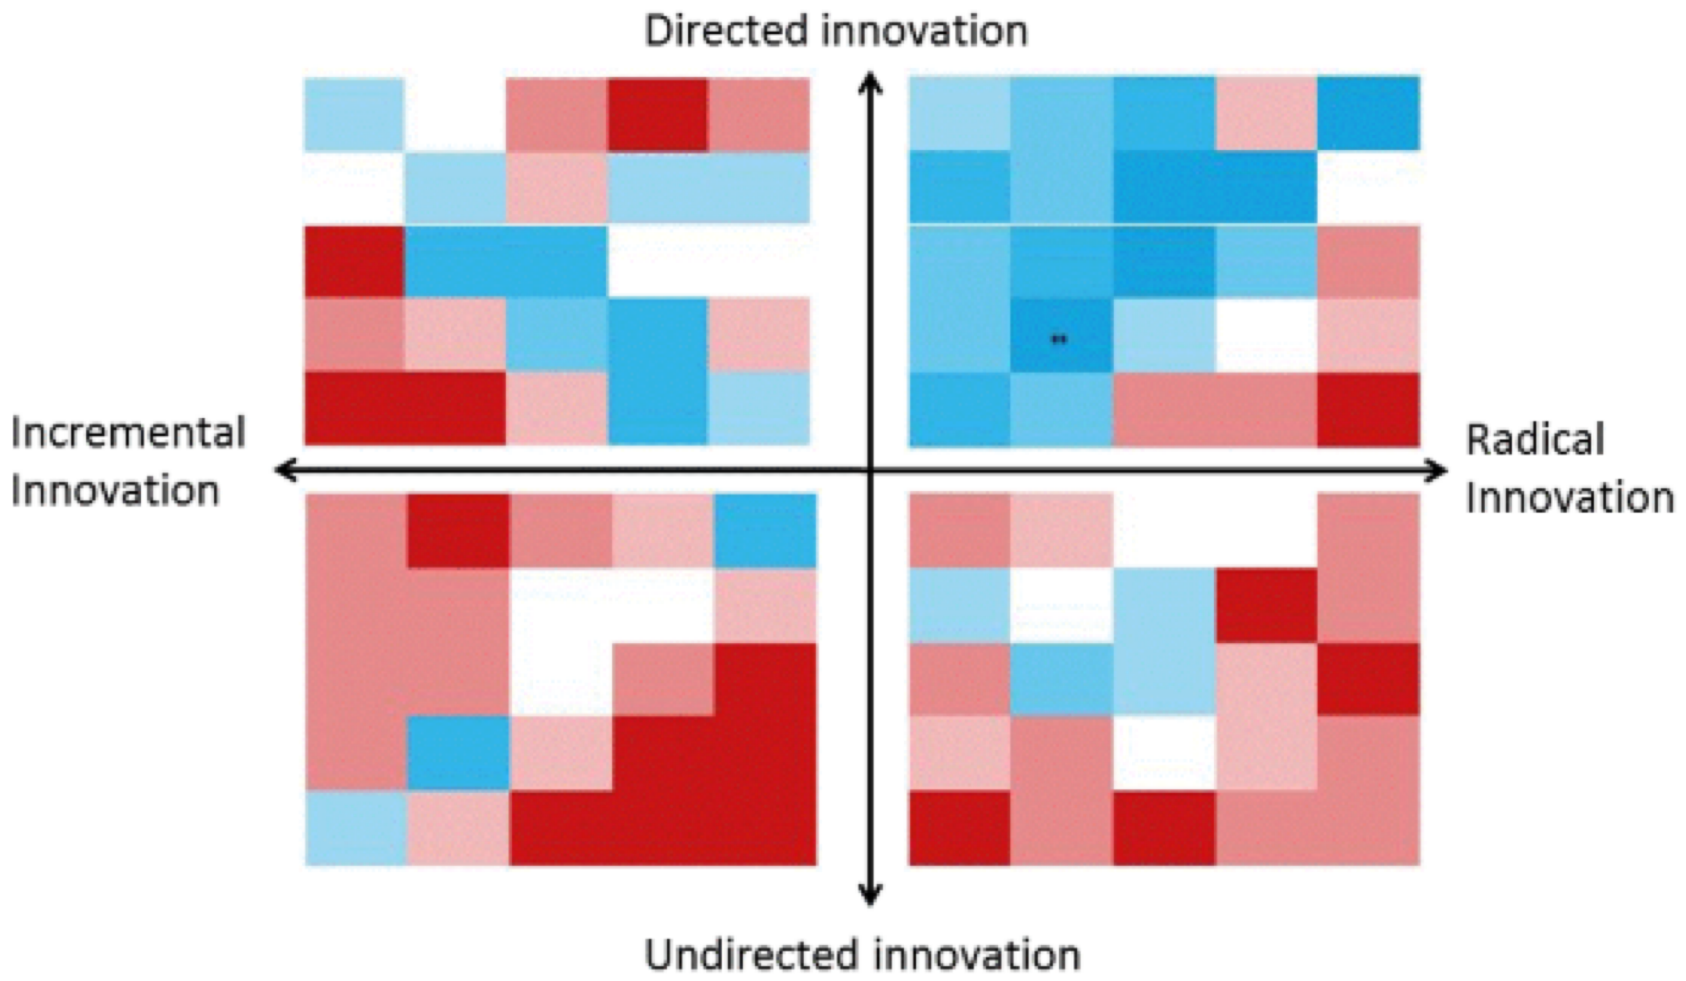 Directed innovation
Incremental
Innovation
Radical
Innovation
Undirected innovation